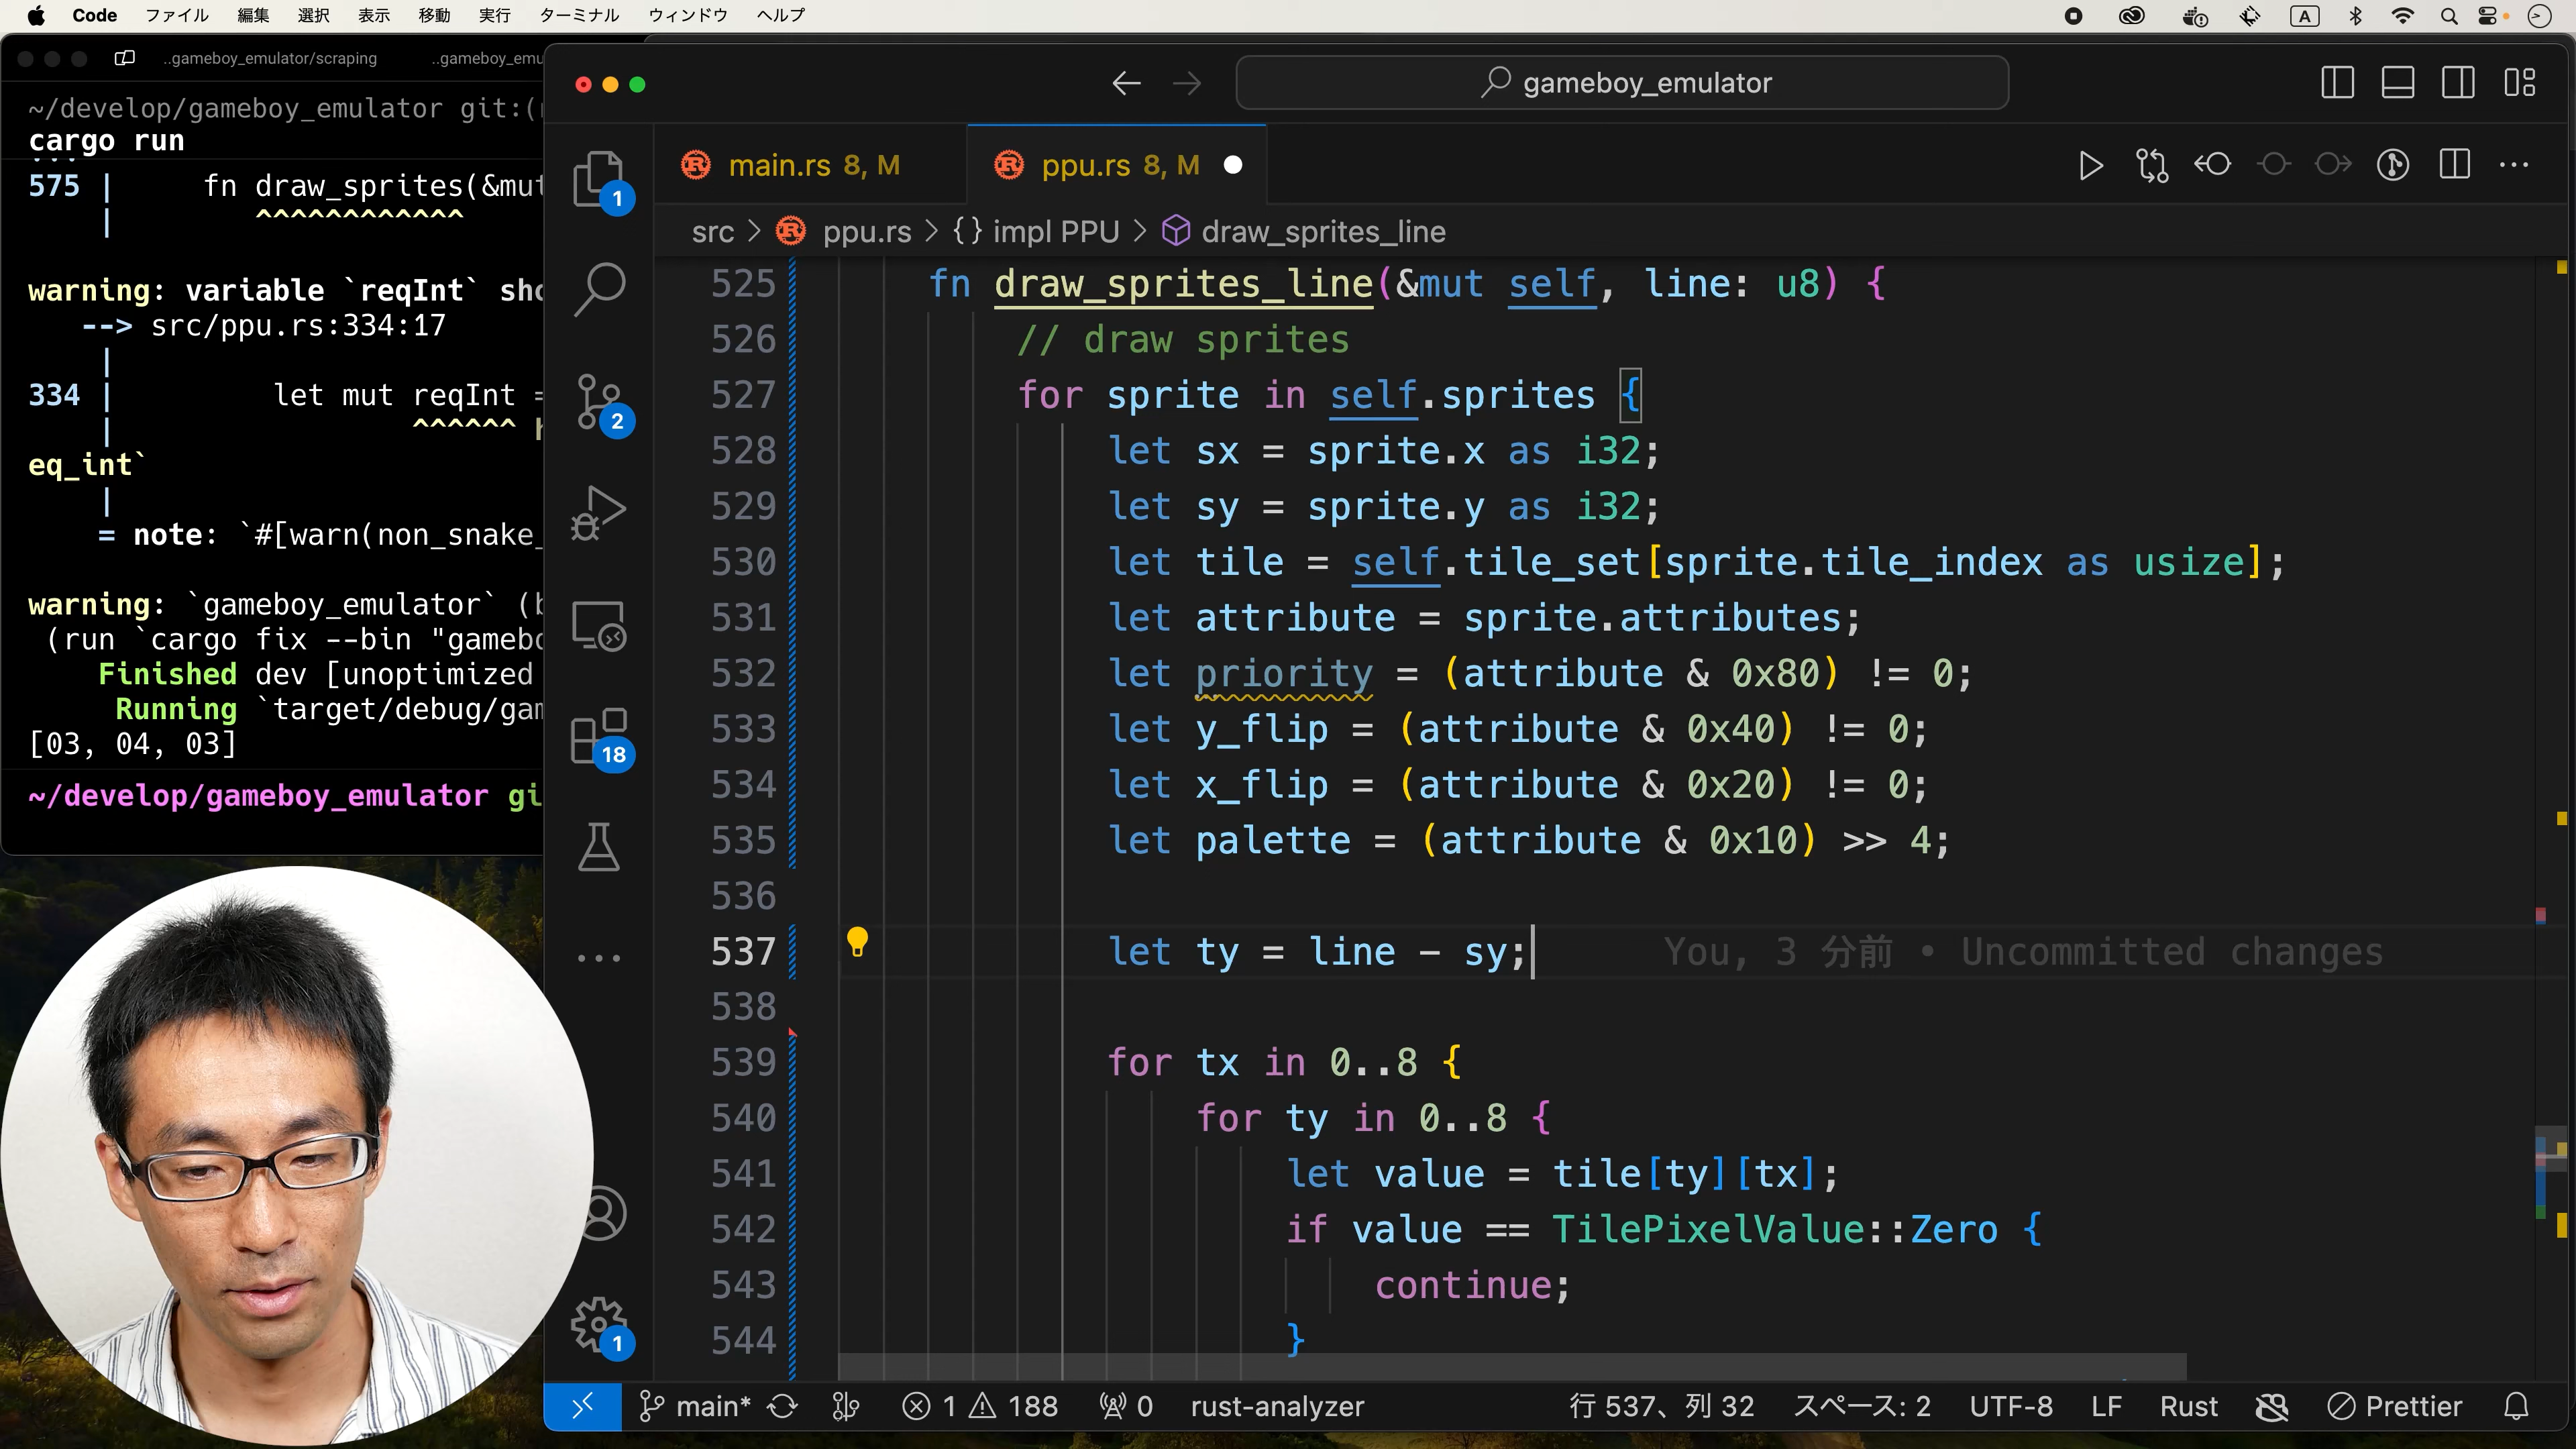 Code ファイル 編集 選択 表示 移動 実行 ターミナル ウィンドウ ヘルプ A
..gameboy_emulator/scraping ..gameboy_emu
~/develop/gameboy_emulator git:(
cargo run
575 | fn draw_sprites(&mut
| ^^^^^^^^^^^^
warning: variable `reqInt` sho
--> src/ppu.rs:334:17
|
334 | let mut reqInt =
| ^^^^^^ h
eq_int`
|
= note: `#[warn(non_snake_
warning: `gameboy_emulator` (b
(run `cargo fix --bin "gamebo
Finished dev [unoptimized
Running `target/debug/gam
[03, 04, 03]
~/develop/gameboy_emulator gi
gameboy_emulator
main.rs 8, M
ppu.rs 8, M
src > ppu.rs > {} impl PPU > draw_sprites_line
1
2
18
1
525 fn draw_sprites_line(&mut self, line: u8) {
526 // draw sprites
527 for sprite in self.sprites {
528 let sx = sprite.x as i32;
529 let sy = sprite.y as i32;
530 let tile = self.tile_set[sprite.tile_index as usize];
531 let attribute = sprite.attributes;
532 let priority = (attribute & 0x80) != 0;
533 let y_flip = (attribute & 0x40) != 0;
534 let x_flip = (attribute & 0x20) != 0;
535 let palette = (attribute & 0x10) >> 4;
536
537 let ty = line - sy; You, 3 分前 • Uncommitted changes
538
539 for tx in 0..8 {
540 for ty in 0..8 {
541 let value = tile[ty][tx];
542 if value == TilePixelValue::Zero {
543 continue;
544 }
main* 1 188 0 rust-analyzer 行 537、列 32 スペース: 2 UTF-8 LF Rust Prettier